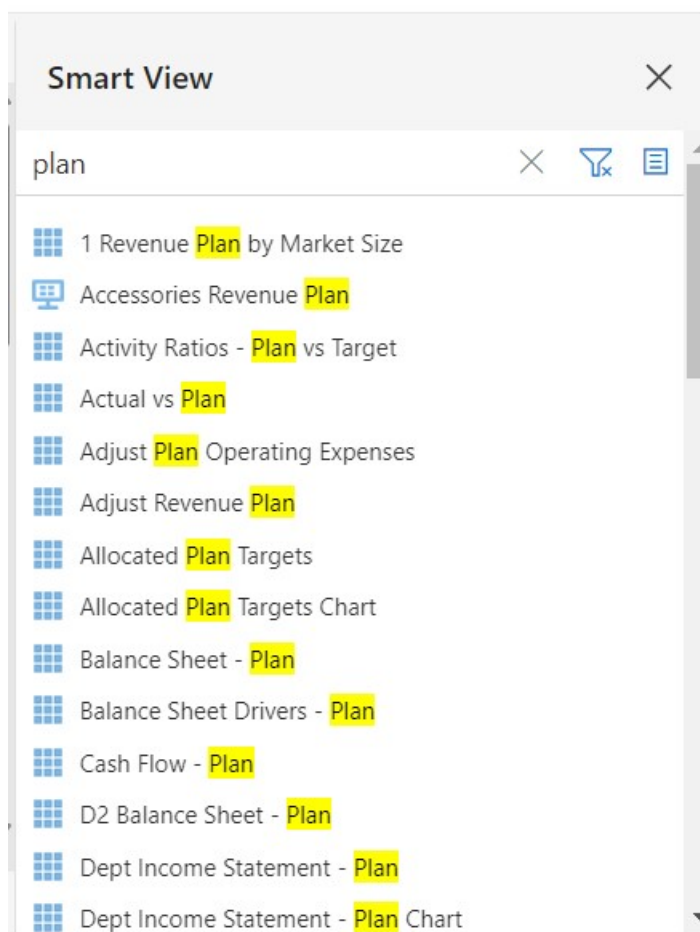 Smart View
plan
1 Revenue Plan by Market Size
Accessories Revenue Plan
Activity Ratios - Plan vs Target
Actual vs Plan
Adjust Plan Operating Expenses
Adjust Revenue Plan
Allocated Plan Targets
Allocated Plan Targets Chart
Balance Sheet - Plan
Balance Sheet Drivers - Plan
Cash Flow - Plan
D2 Balance Sheet - Plan
Dept Income Statement - Plan
Dept Income Statement - Plan Chart